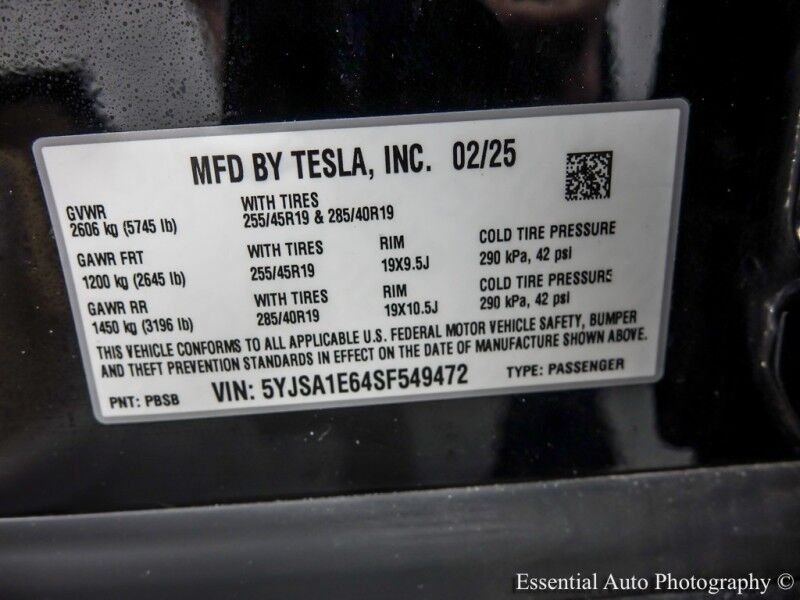 MFD BY TESLA, INC. 02/25
GVWR
2606 kg (5745 lb)
WITH TIRES
255/45R19 & 285/40R19
GAWR FRT
1200 kg (2645 lb)
WITH TIRES
255/45R19
RIM
19X9.5J
COLD TIRE PRESSURE
290 kPa, 42 psi
GAWR RR
1450 kg (3196 lb)
WITH TIRES
285/40R19
RIM
19X10.5J
COLD TIRE PRESSURE
290 kPa, 42 psi
THIS VEHICLE CONFORMS TO ALL APPLICABLE U.S. FEDERAL MOTOR VEHICLE SAFETY, BUMPER
AND THEFT PREVENTION STANDARDS IN EFFECT ON THE DATE OF MANUFACTURE SHOWN ABOVE.
PNT: PBSB VIN: 5YJSA1E64SF549472 TYPE: PASSENGER
Essential Auto Photography ©